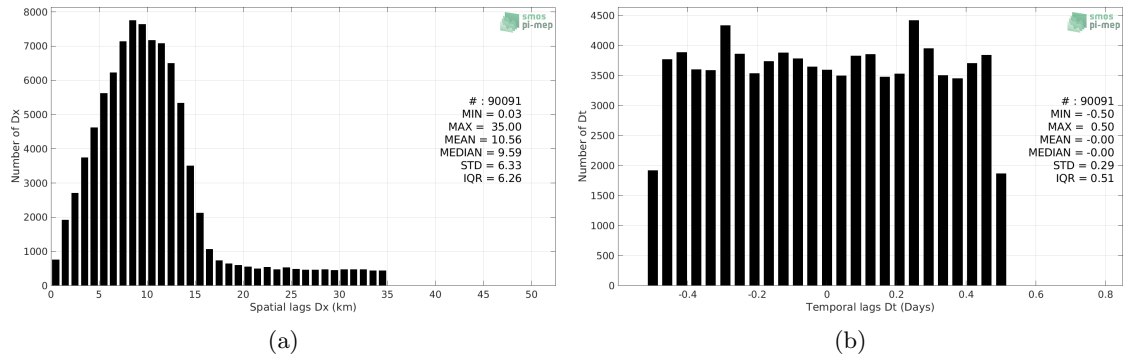 smos
pi-mep
8000
7000
6000
5000
4000
3000
2000
1000
0
Number of Dx
# : 90091
MIN = 0.03
MAX = 35.00
MEAN = 10.56
MEDIAN = 9.59
STD = 6.33
IQR = 6.26
0 5 10 15 20 25 30 35 40 45 50
Spatial lags Dx (km)
(a)
smos
pi-mep
4500
4000
3500
3000
2500
2000
1500
1000
500
0
Number of Dt
# : 90091
MIN = -0.50
MAX = 0.50
MEAN = -0.00
MEDIAN = -0.00
STD = 0.29
IQR = 0.51
-0.4 -0.2 0 0.2 0.4 0.6 0.8
Temporal lags Dt (Days)
(b)